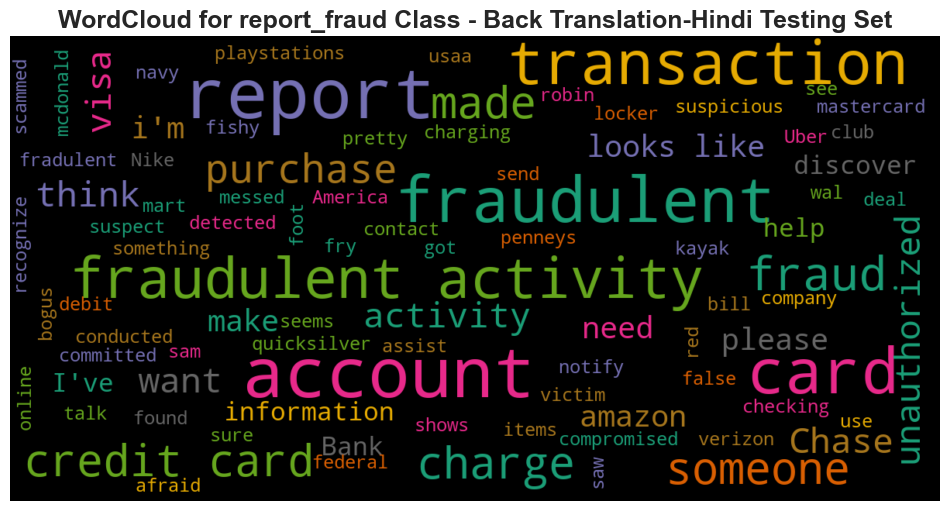 WordCloud for report_fraud Class - Back Translation-Hindi Testing Set
playstations
usaa
transaction
scammed
mcdonald
visa
navy
report
made
robin
see
locker
suspicious
mastercard
i'm
fishy
pretty
charging
looks like
Uber
club
fradulent
Nike
purchase
discover
think
send
fraudulent
wal
deal
mart
messed
America
recognize
suspect
detected
foot
contact
penneys
help
unauthorized
something
fry
got
kayak
fraudulent activity
fraud
bogus
debit
bill
company
make
seems
activity
need
conducted
quicksilver
assist
red
please
committed
sam
account
notify
card
online
I've
want
victim
false
checking
talk
found
information
shows
amazon
use
sure
items
compromised
verizon
Chase
credit card
Bank
federal
charge
saw
someone
afraid